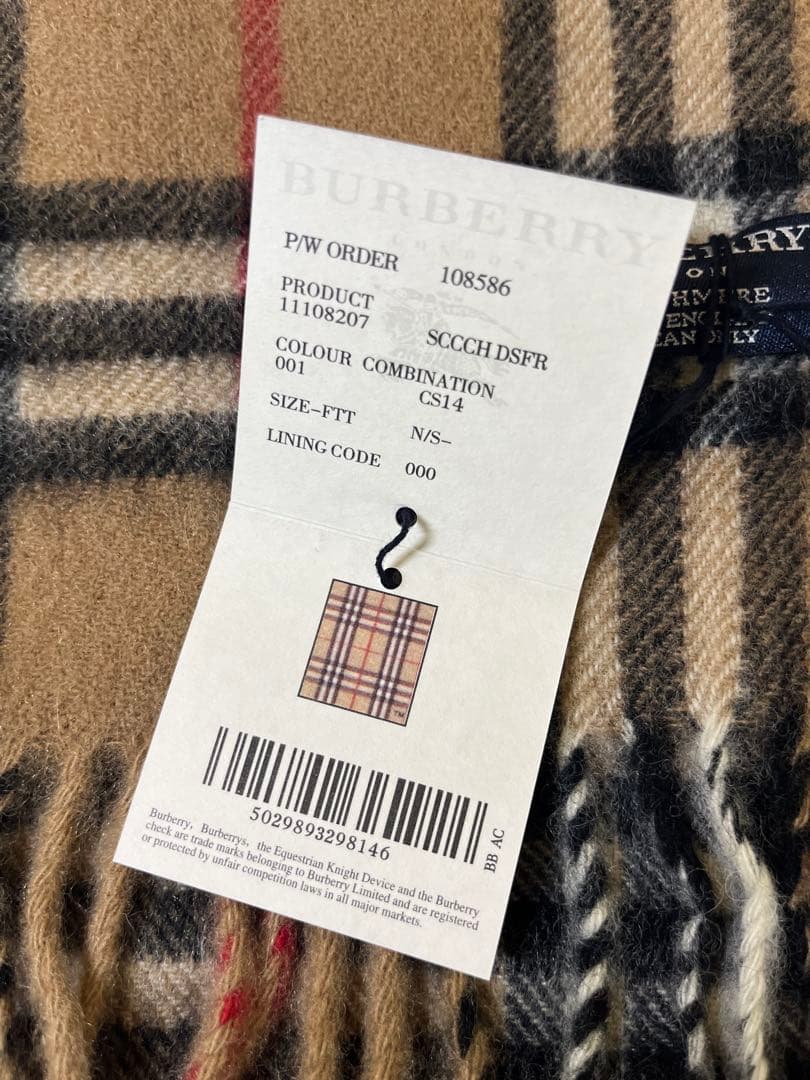 BURBERRY
LONDON
P/W ORDER 108586
PRODUCT
11108207 SCCCH DSFR
COLOUR COMBINATION
001 CS14
SIZE-FTT N/S-
LINING CODE 000
TM
5029893298146
BB AC
Burberry, Burberrys, the Equestrian Knight Device and the Burberry
check are trade marks belonging to Burberry Limited and are registered
or protected by unfair competition laws in all major markets.